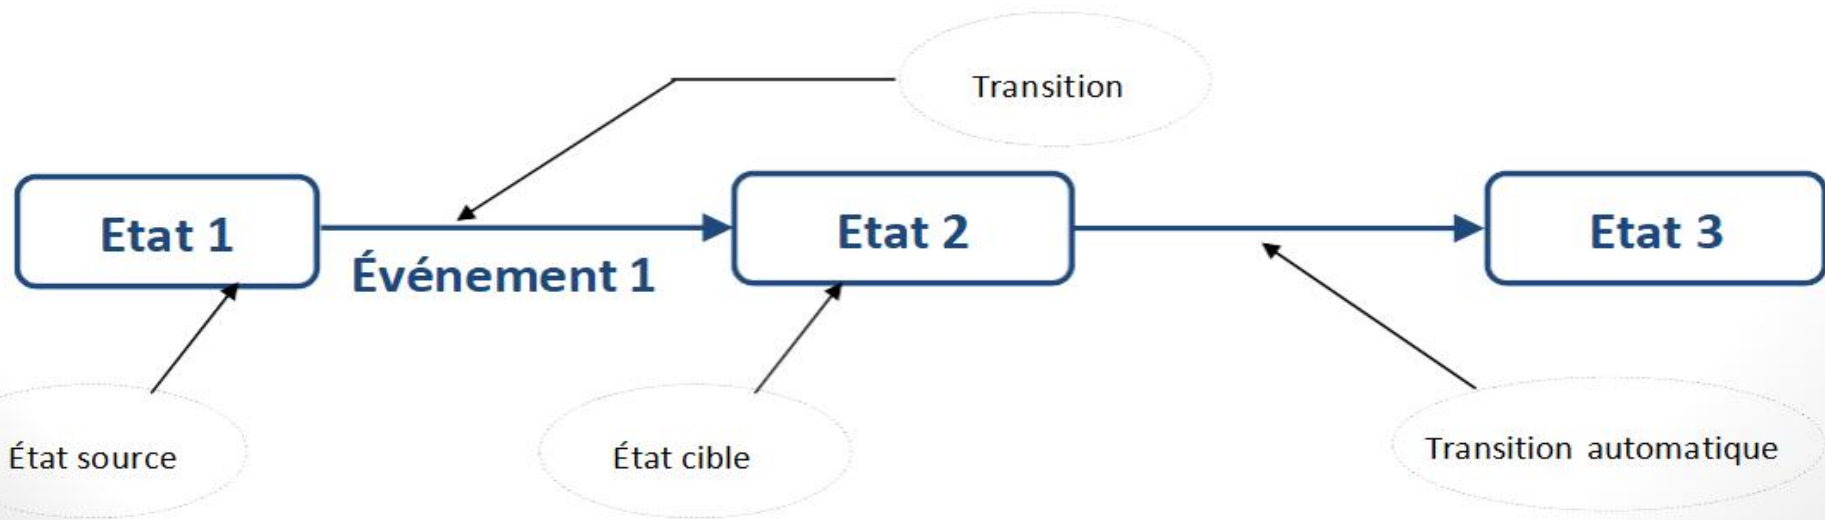 Transition
Etat 1
Événement 1
Etat 2
Etat 3
État source
État cible
Transition automatique